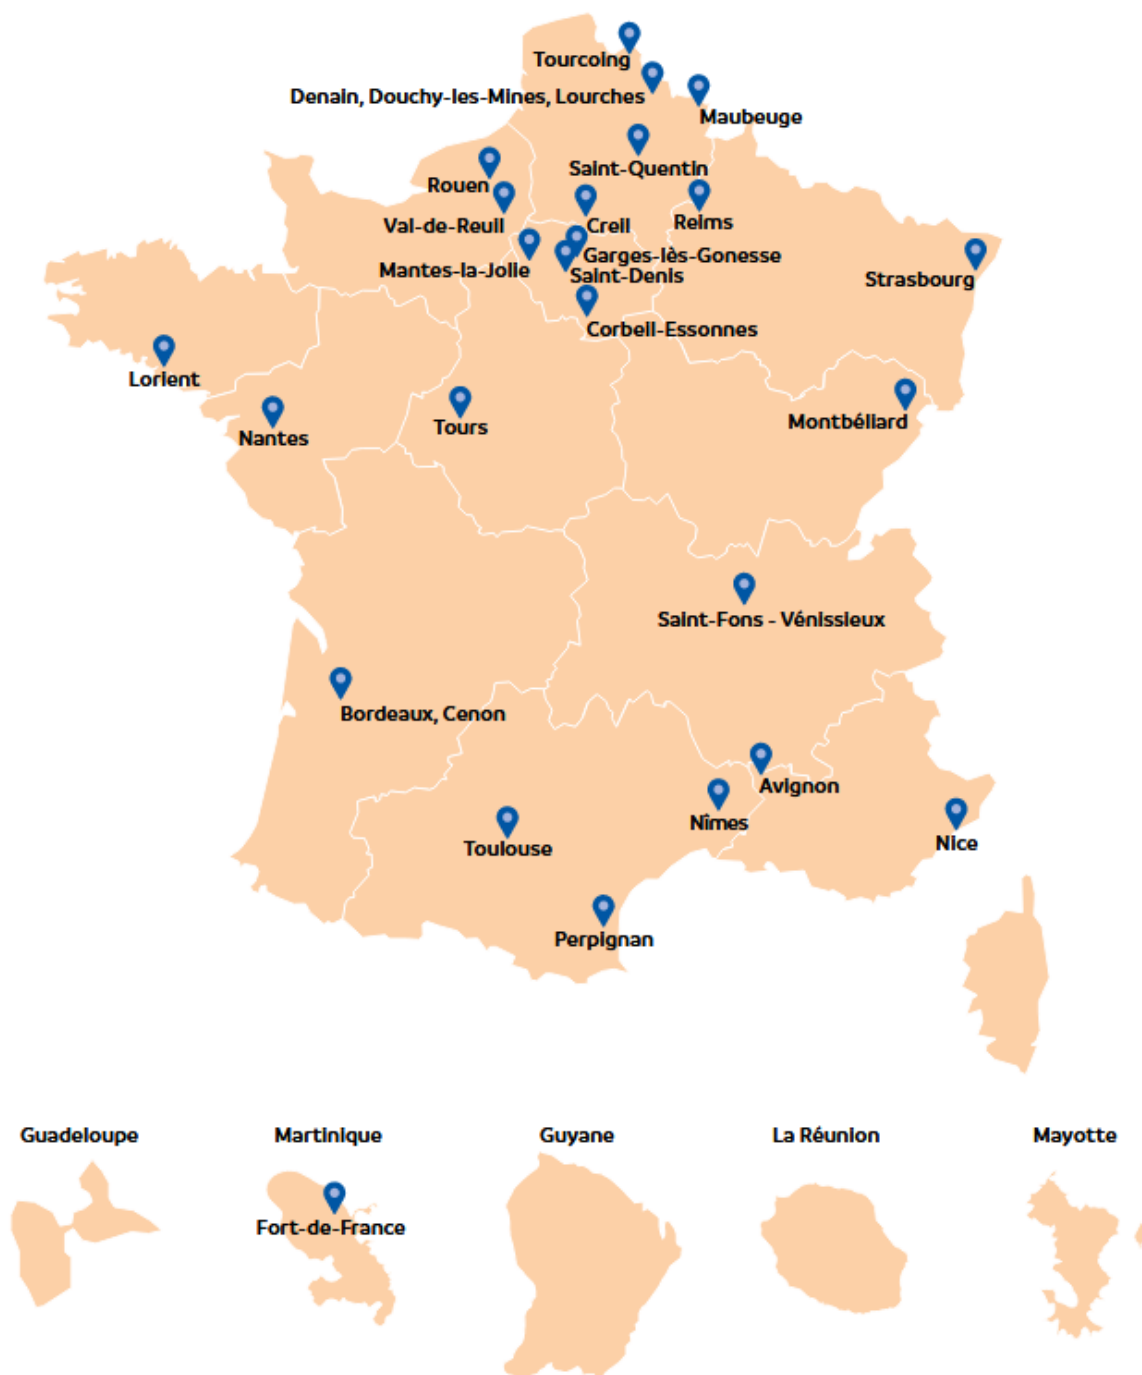 Tourcoing
Denain, Douchy-les-Mines, Lourches
Maubeuge
Saint-Quentin
Rouen
Val-de-Reuil
Creil
Reims
Garges-lès-Gonesse
Mantes-la-Jolie
Saint-Denis
Strasbourg
Corbeil-Essonnes
Lorient
Nantes
Tours
Montbéliard
Saint-Fons - Vénissieux
Bordeaux, Cenon
Avignon
Nîmes
Nice
Toulouse
Perpignan
Guadeloupe
Martinique
Guyane
La Réunion
Mayotte
Fort-de-France